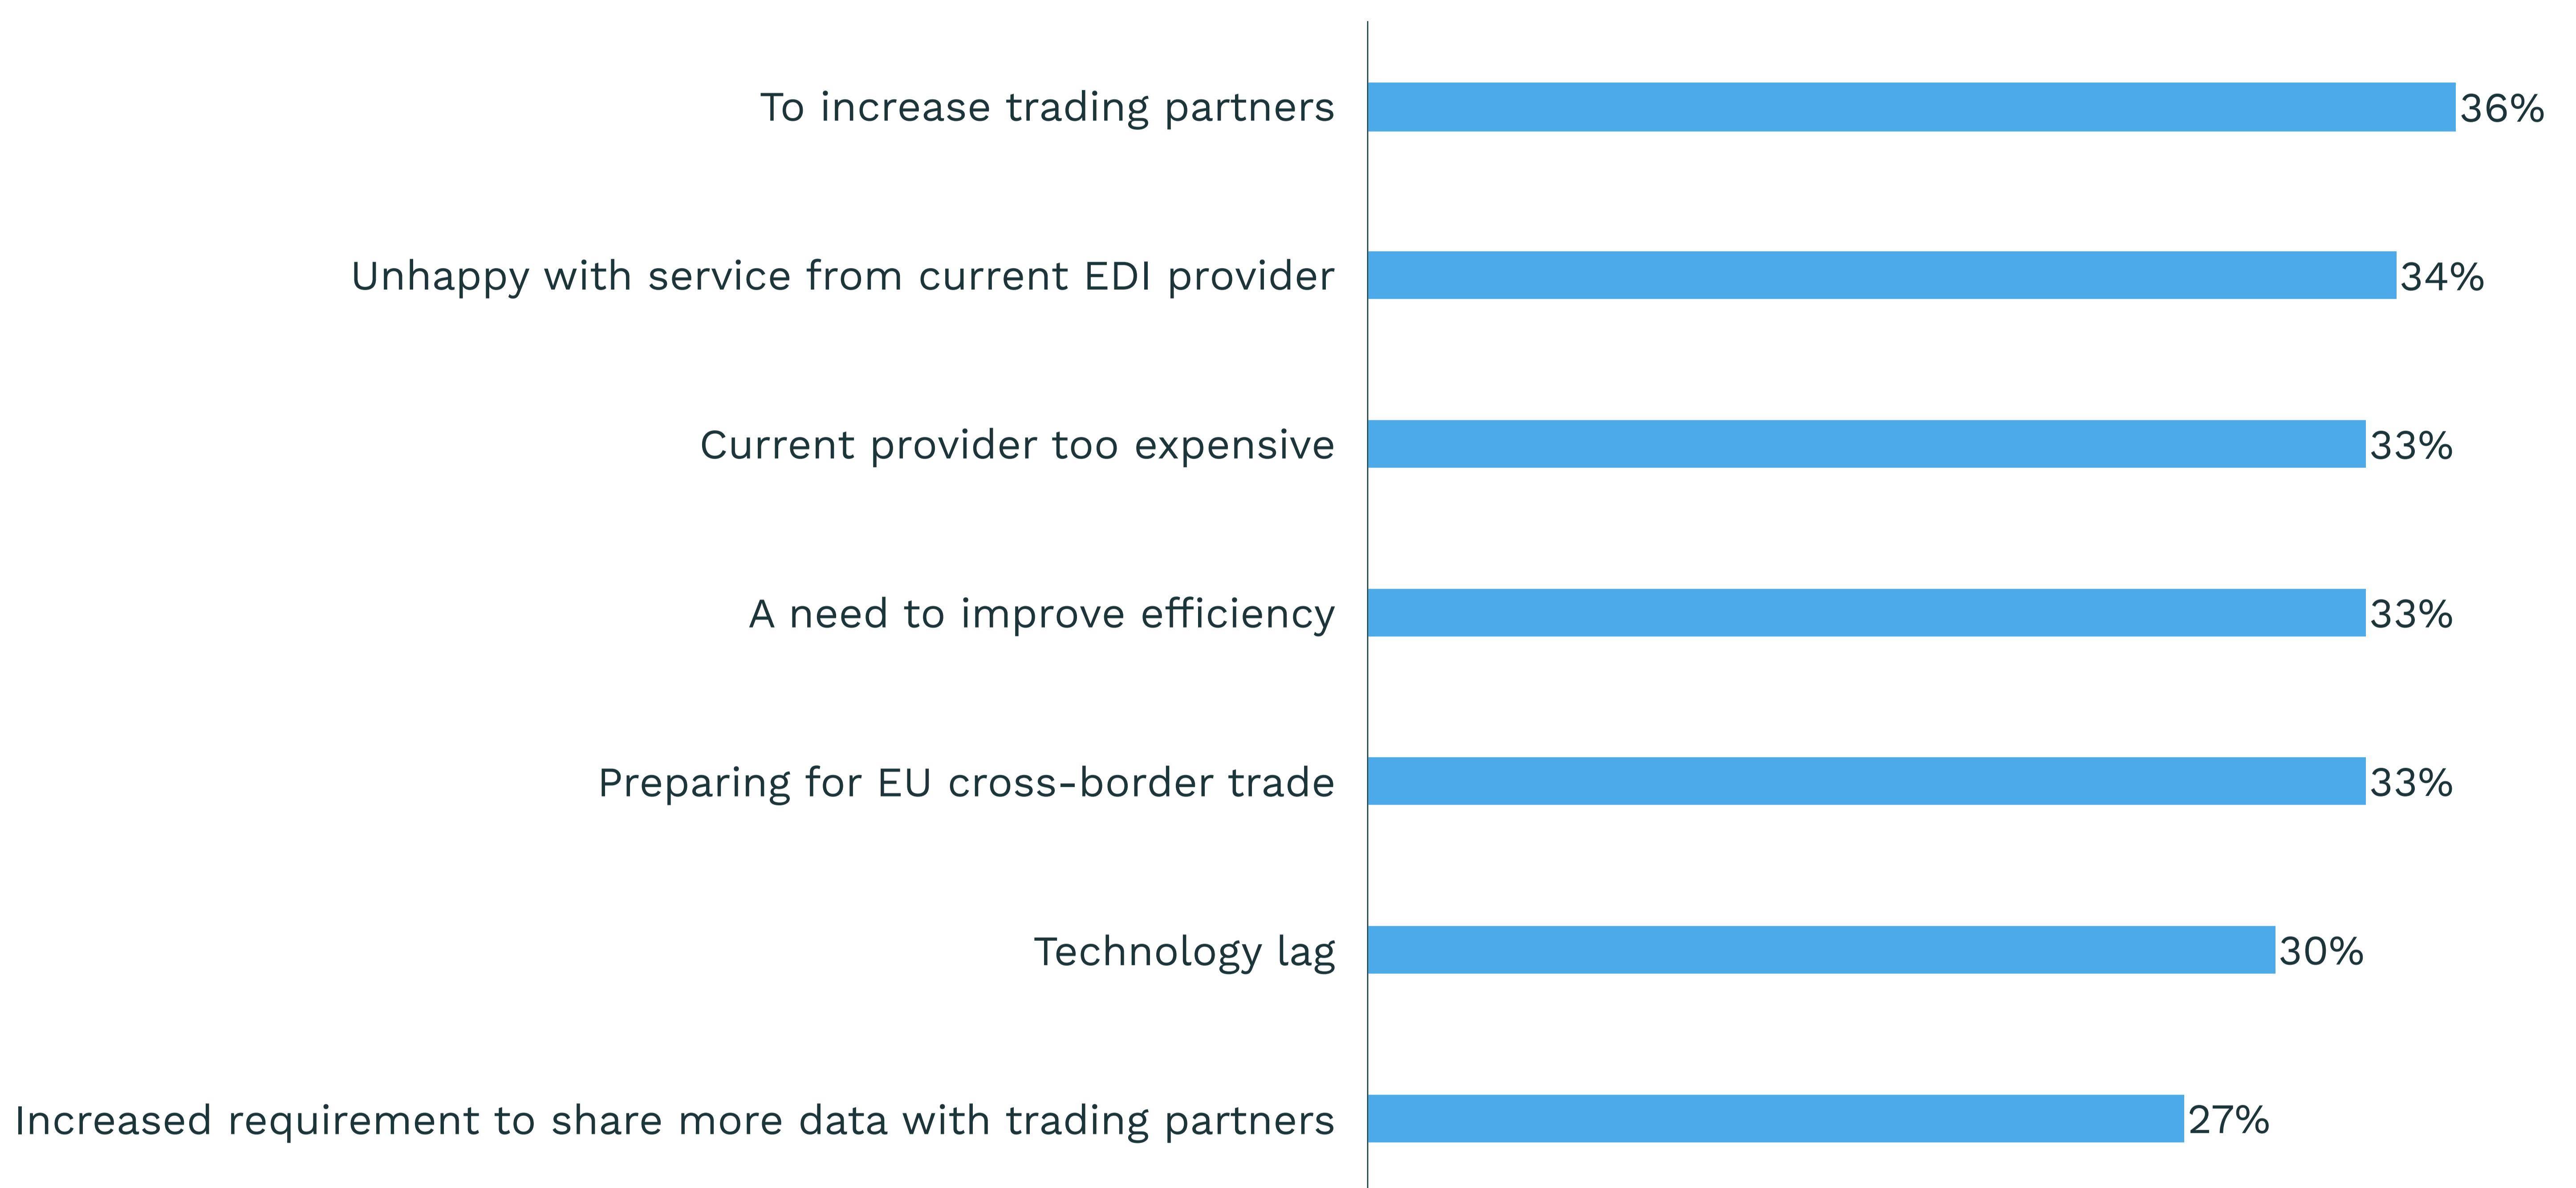 To increase trading partners 36%
Unhappy with service from current EDI provider 34%
Current provider too expensive 33%
A need to improve efficiency 33%
Preparing for EU cross-border trade 33%
Technology lag 30%
Increased requirement to share more data with trading partners 27%